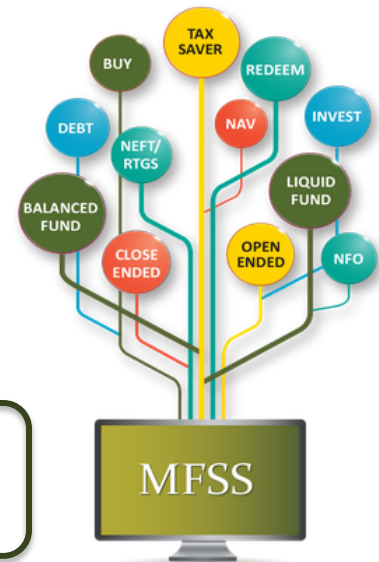 TAX
SAVER
BUY
REDEEM
DEBT
NEFT/
RTGS
NAV
INVEST
BALANCED
FUND
LIQUID
FUND
CLOSE
ENDED
OPEN
ENDED
NFO
MFSS